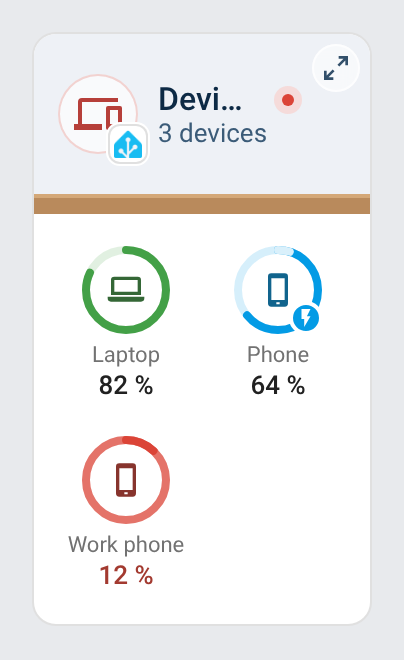 Devi...
3 devices
Laptop
82 %
Phone
64 %
Work phone
12 %